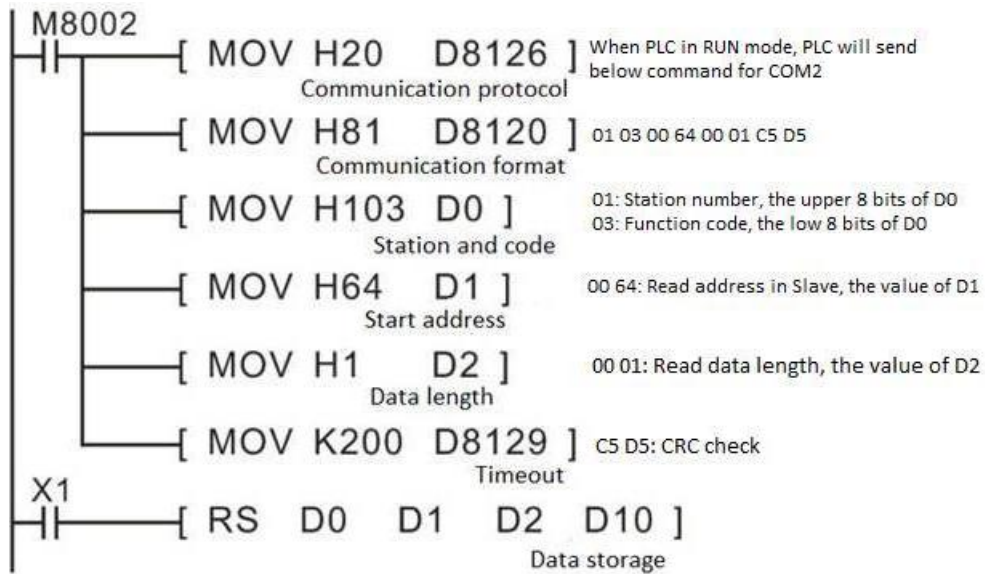 M8002
[ MOV H20 D8126 ] When PLC in RUN mode, PLC will send
below command for COM2
Communication protocol
[ MOV H81 D8120 ] 01 03 00 64 00 01 C5 D5
Communication format
[ MOV H103 D0 ] 01: Station number, the upper 8 bits of D0
03: Function code, the low 8 bits of D0
Station and code
[ MOV H64 D1 ] 00 64: Read address in Slave, the value of D1
Start address
[ MOV H1 D2 ] 00 01: Read data length, the value of D2
Data length
[ MOV K200 D8129 ] C5 D5: CRC check
Timeout
X1
[ RS D0 D1 D2 D10 ]
Data storage